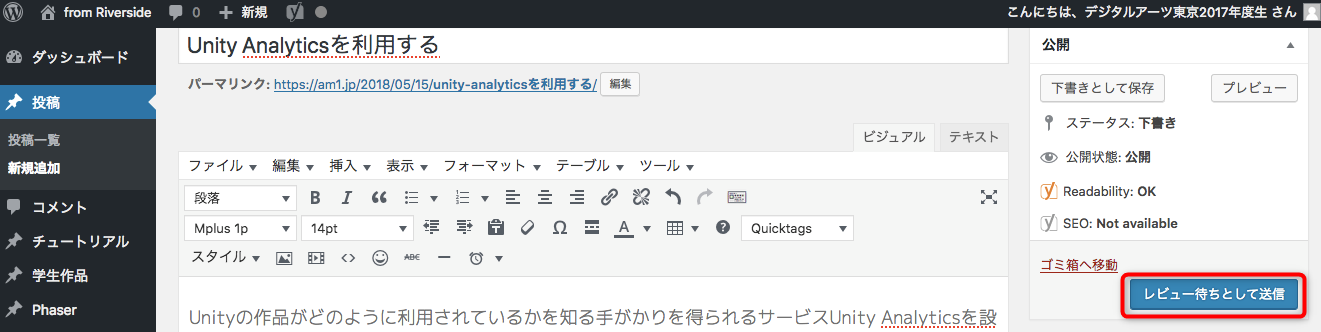 from Riverside 0 新規 こんにちは、デジタルアーツ東京2017年度生 さん
ダッシュボード
投稿
投稿一覧
新規追加
コメント
チュートリアル
学生作品
Phaser
Unity Analyticsを利用する
パーマリンク: https://am1.jp/2018/05/15/unity-analyticsを利用する/ 編集
ビジュアル テキスト
ファイル 編集 挿入 表示 フォーマット テーブル ツール
段落
Mplus 1p 14pt Quicktags
スタイル ABC
Unityの作品がどのように利用されているかを知る手がかりを得られるサービスUnity Analyticsを設
公開
下書きとして保存 プレビュー
ステータス: 下書き
公開状態: 公開
Readability: OK
SEO: Not available
ゴミ箱へ移動
レビュー待ちとして送信